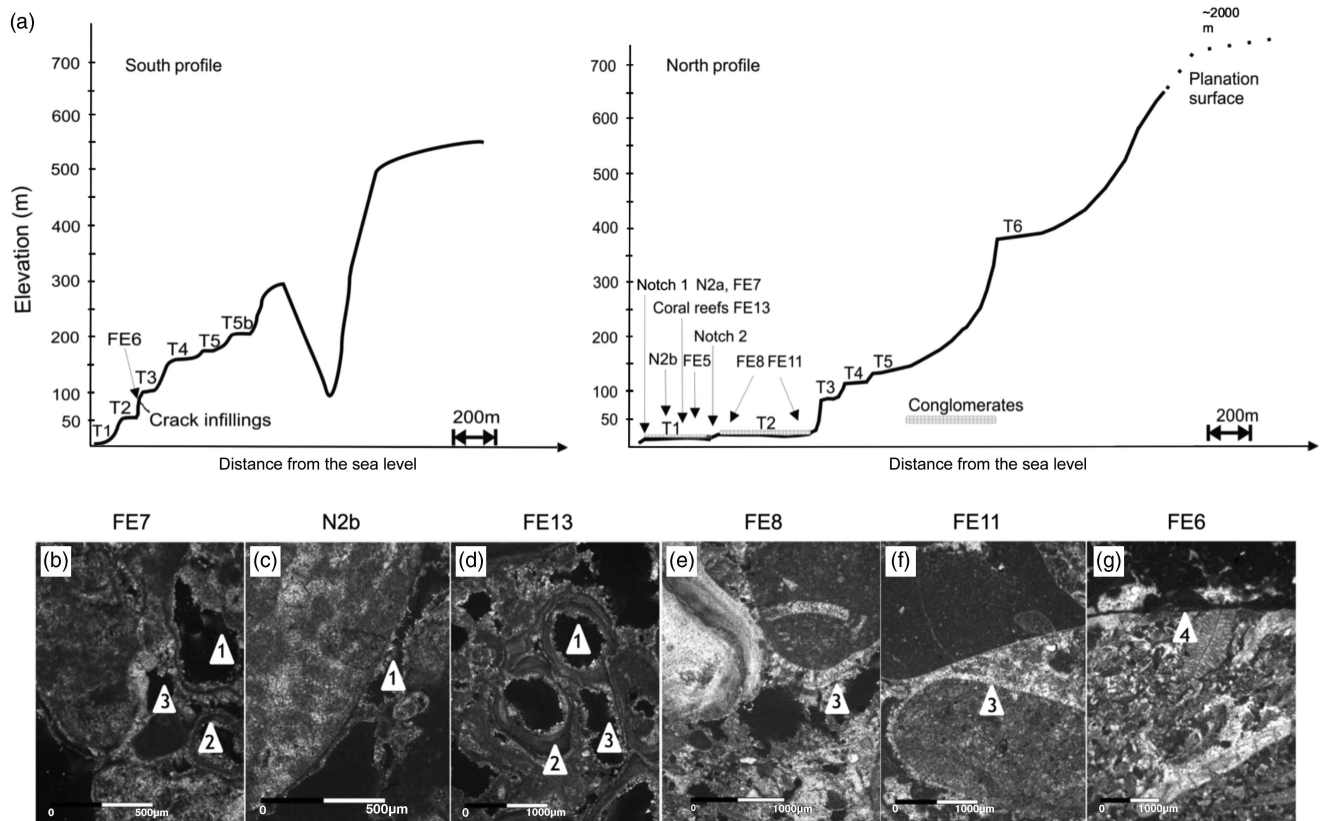 (a)
South profile
Elevation (m)
700
600
500
400
300
200
100
50
FE6
T1
T2
T3
T4
T5
T5b
Crack infillings
200m
Distance from the sea level
North profile
~2000
m
Planation
surface
700
600
500
400
300
200
100
50
T6
Notch 1 N2a, FE7
Coral reefs FE13
Notch 2
N2b FE5 FE8 FE11
T1
T2
T3
T4
T5
Conglomerates
200m
Distance from the sea level
FE7
(b)
1
3
2
0 500µm
N2b
(c)
1
0 500µm
FE13
(d)
1
3
2
0 1000µm
FE8
(e)
3
0 1000µm
FE11
(f)
3
0 1000µm
FE6
(g)
4
0 1000µm